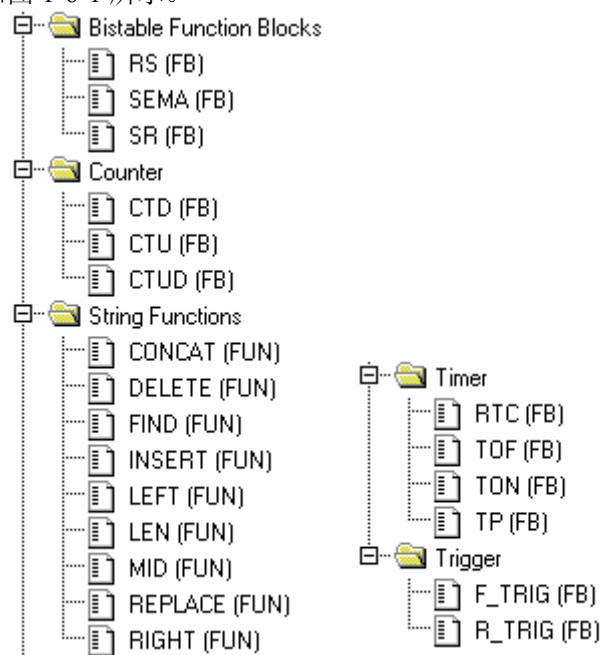 Bistable Function Blocks
RS (FB)
SEMA (FB)
SR (FB)
Counter
CTD (FB)
CTU (FB)
CTUD (FB)
String Functions
CONCAT (FUN)
DELETE (FUN)
FIND (FUN)
INSERT (FUN)
LEFT (FUN)
LEN (FUN)
MID (FUN)
REPLACE (FUN)
RIGHT (FUN)
Timer
RTC (FB)
TOF (FB)
TON (FB)
TP (FB)
Trigger
F_TRIG (FB)
R_TRIG (FB)